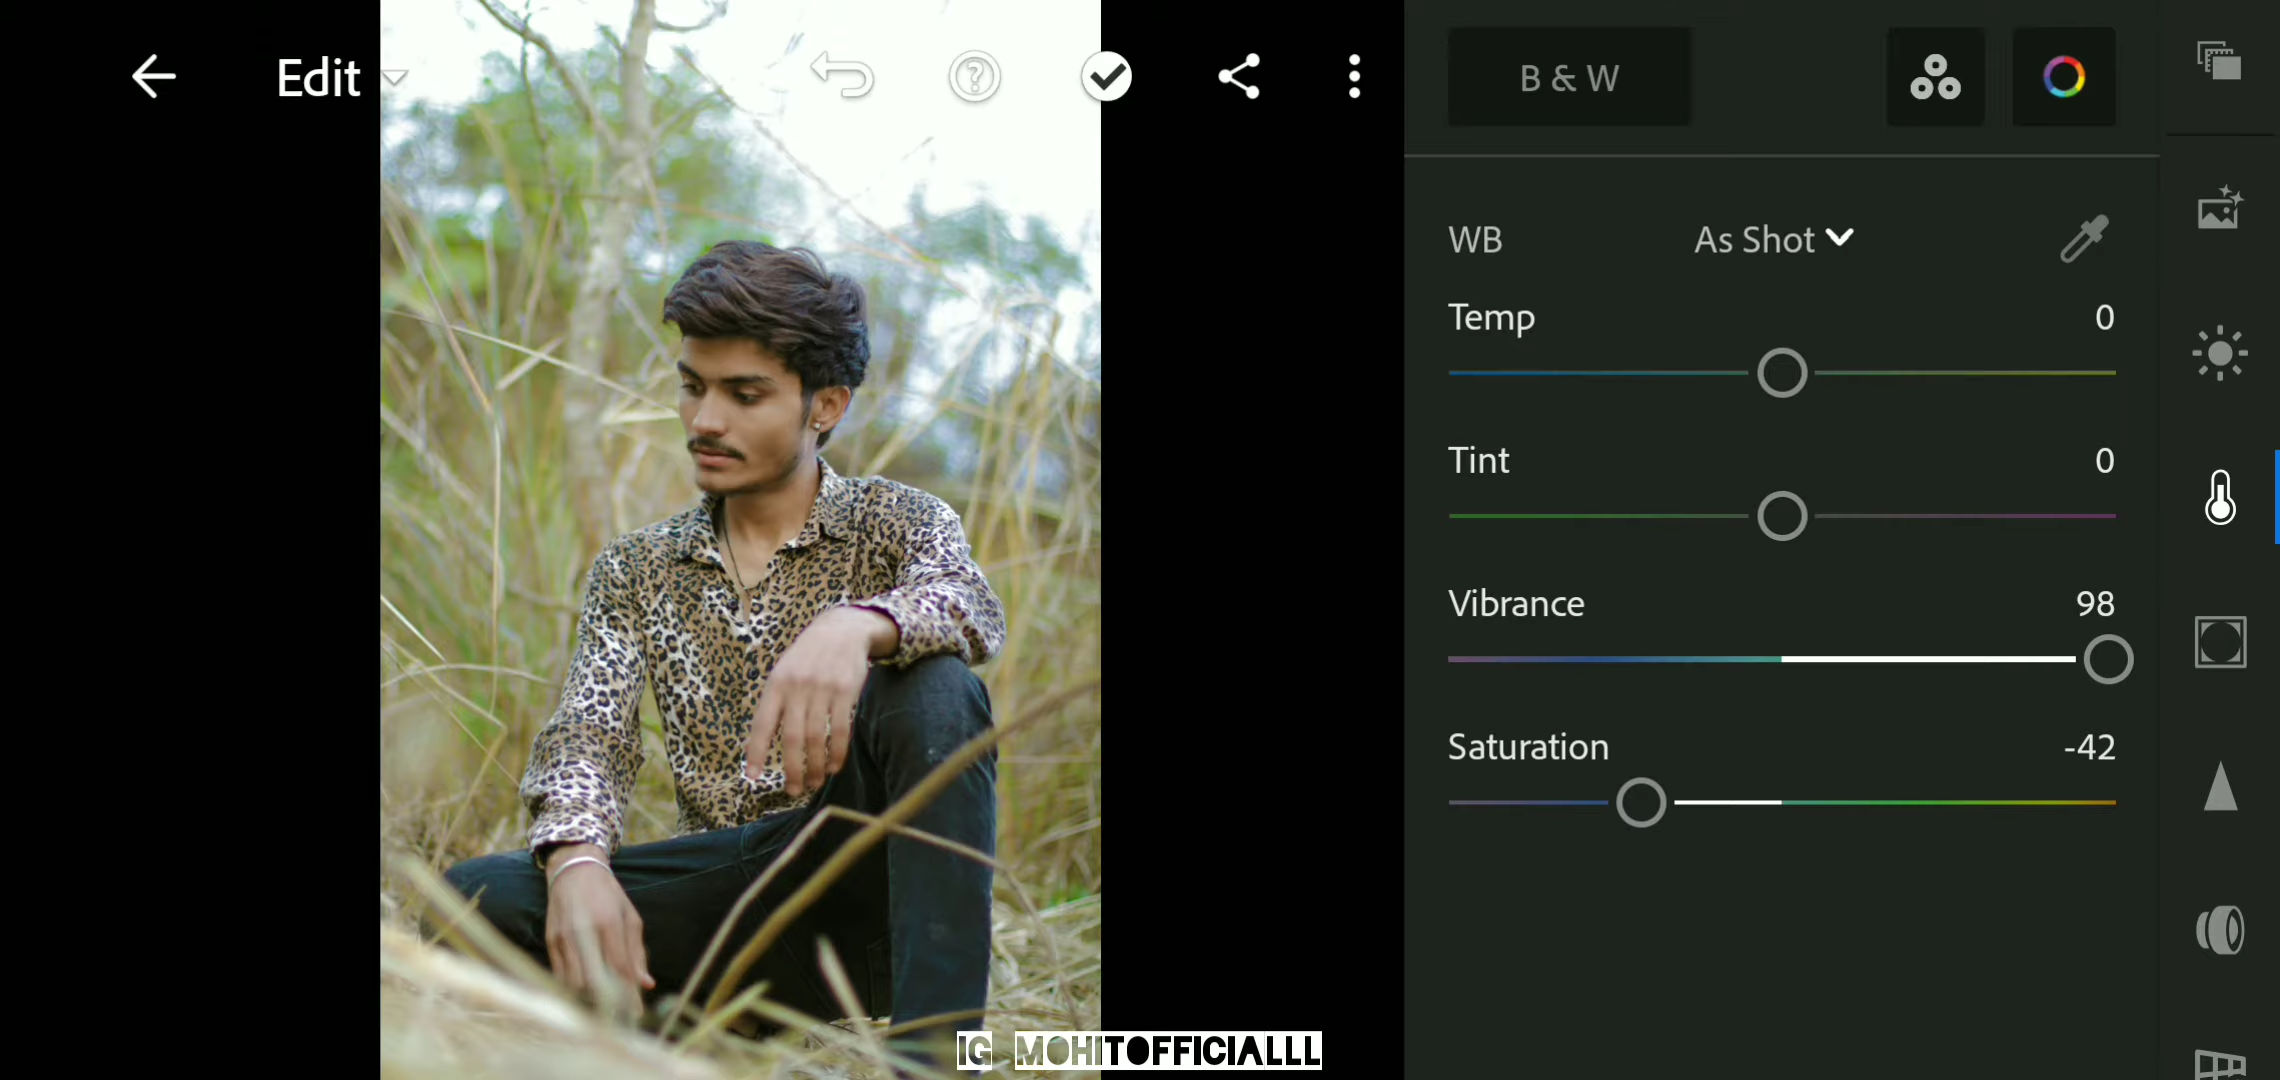 Edit
B & W
WB As Shot
Temp 0
Tint 0
Vibrance 98
Saturation -42
IG MOHITOFFICIALLL